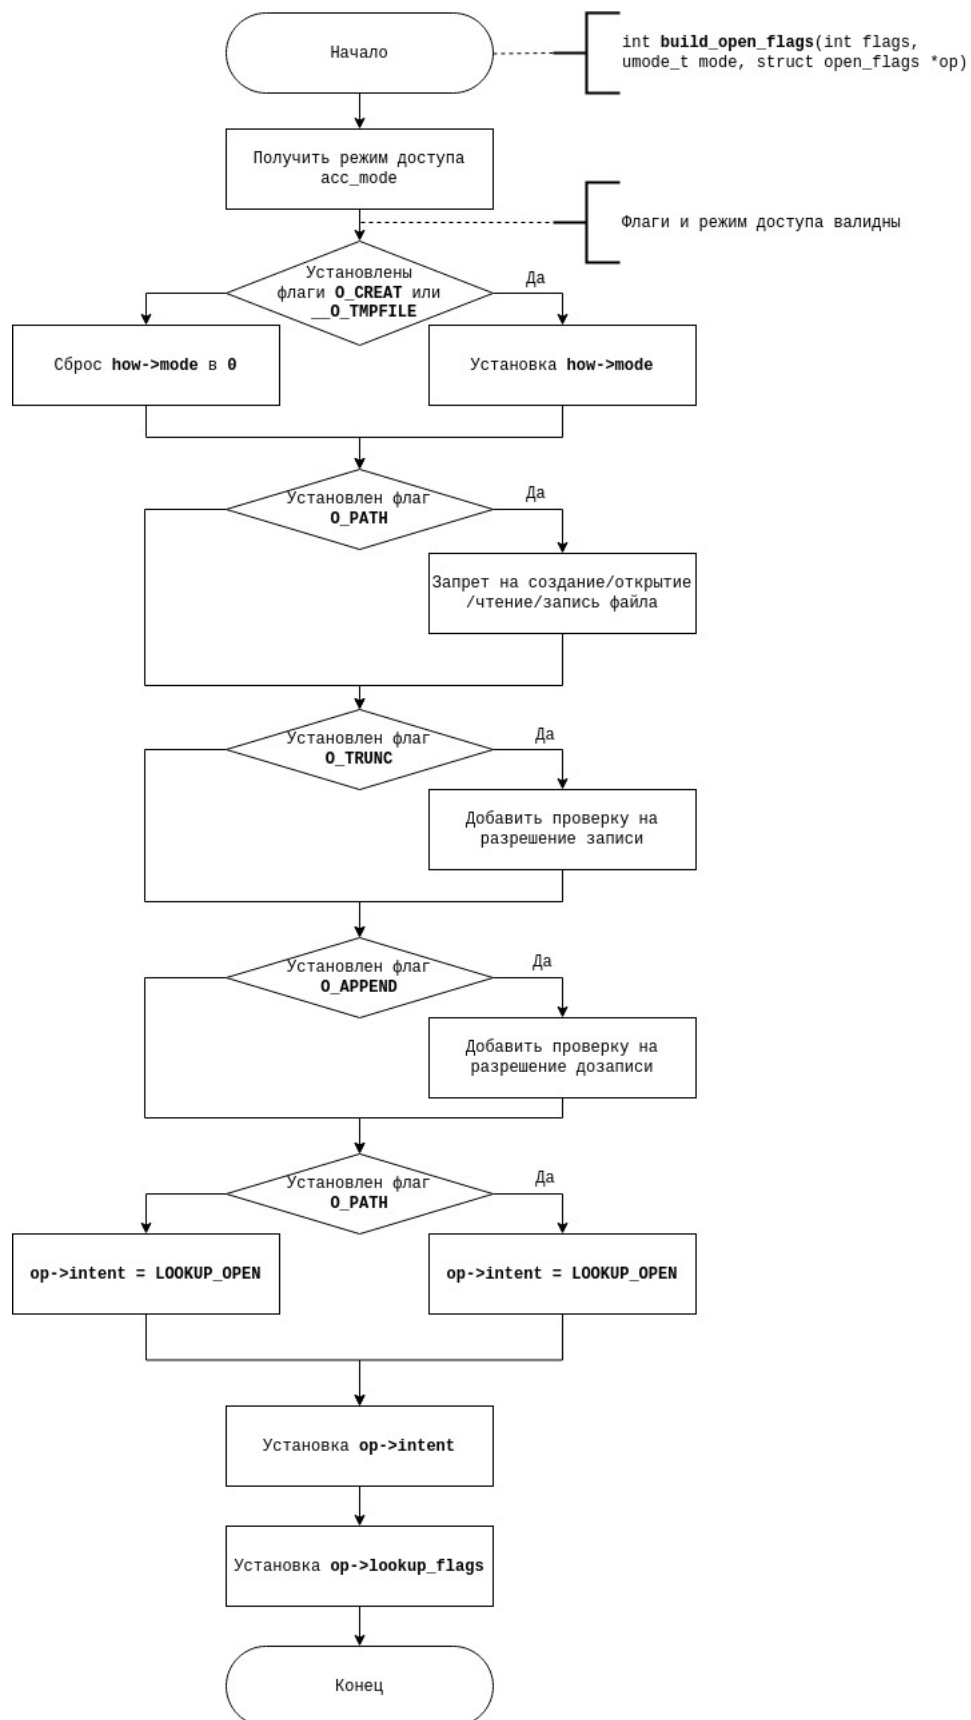 Начало
int build_open_flags(int flags,
umode_t mode, struct open_flags *op)
Получить режим доступа
acc_mode
Флаги и режим доступа валидны
Установлены
флаги O_CREAT или
__O_TMPFILE
Да
Сброс how->mode в 0
Установка how->mode
Установлен флаг
O_PATH
Да
Запрет на создание/открытие
/чтение/запись файла
Установлен флаг
O_TRUNC
Да
Добавить проверку на
разрешение записи
Установлен флаг
O_APPEND
Да
Добавить проверку на
разрешение дозаписи
Установлен флаг
O_PATH
Да
op->intent = LOOKUP_OPEN
op->intent = LOOKUP_OPEN
Установка op->intent
Установка op->lookup_flags
Конец